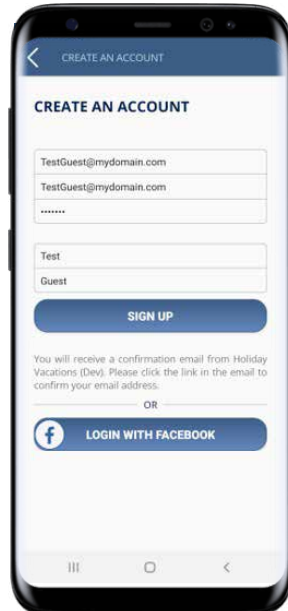 CREATE AN ACCOUNT
CREATE AN ACCOUNT
TestGuest@mydomain.com
TestGuest@mydomain.com
•••••••
Test
Guest
SIGN UP
You will receive a confirmation email from Holiday
Vacations (Dev). Please click the link in the email to
confirm your email address.
OR
f LOGIN WITH FACEBOOK